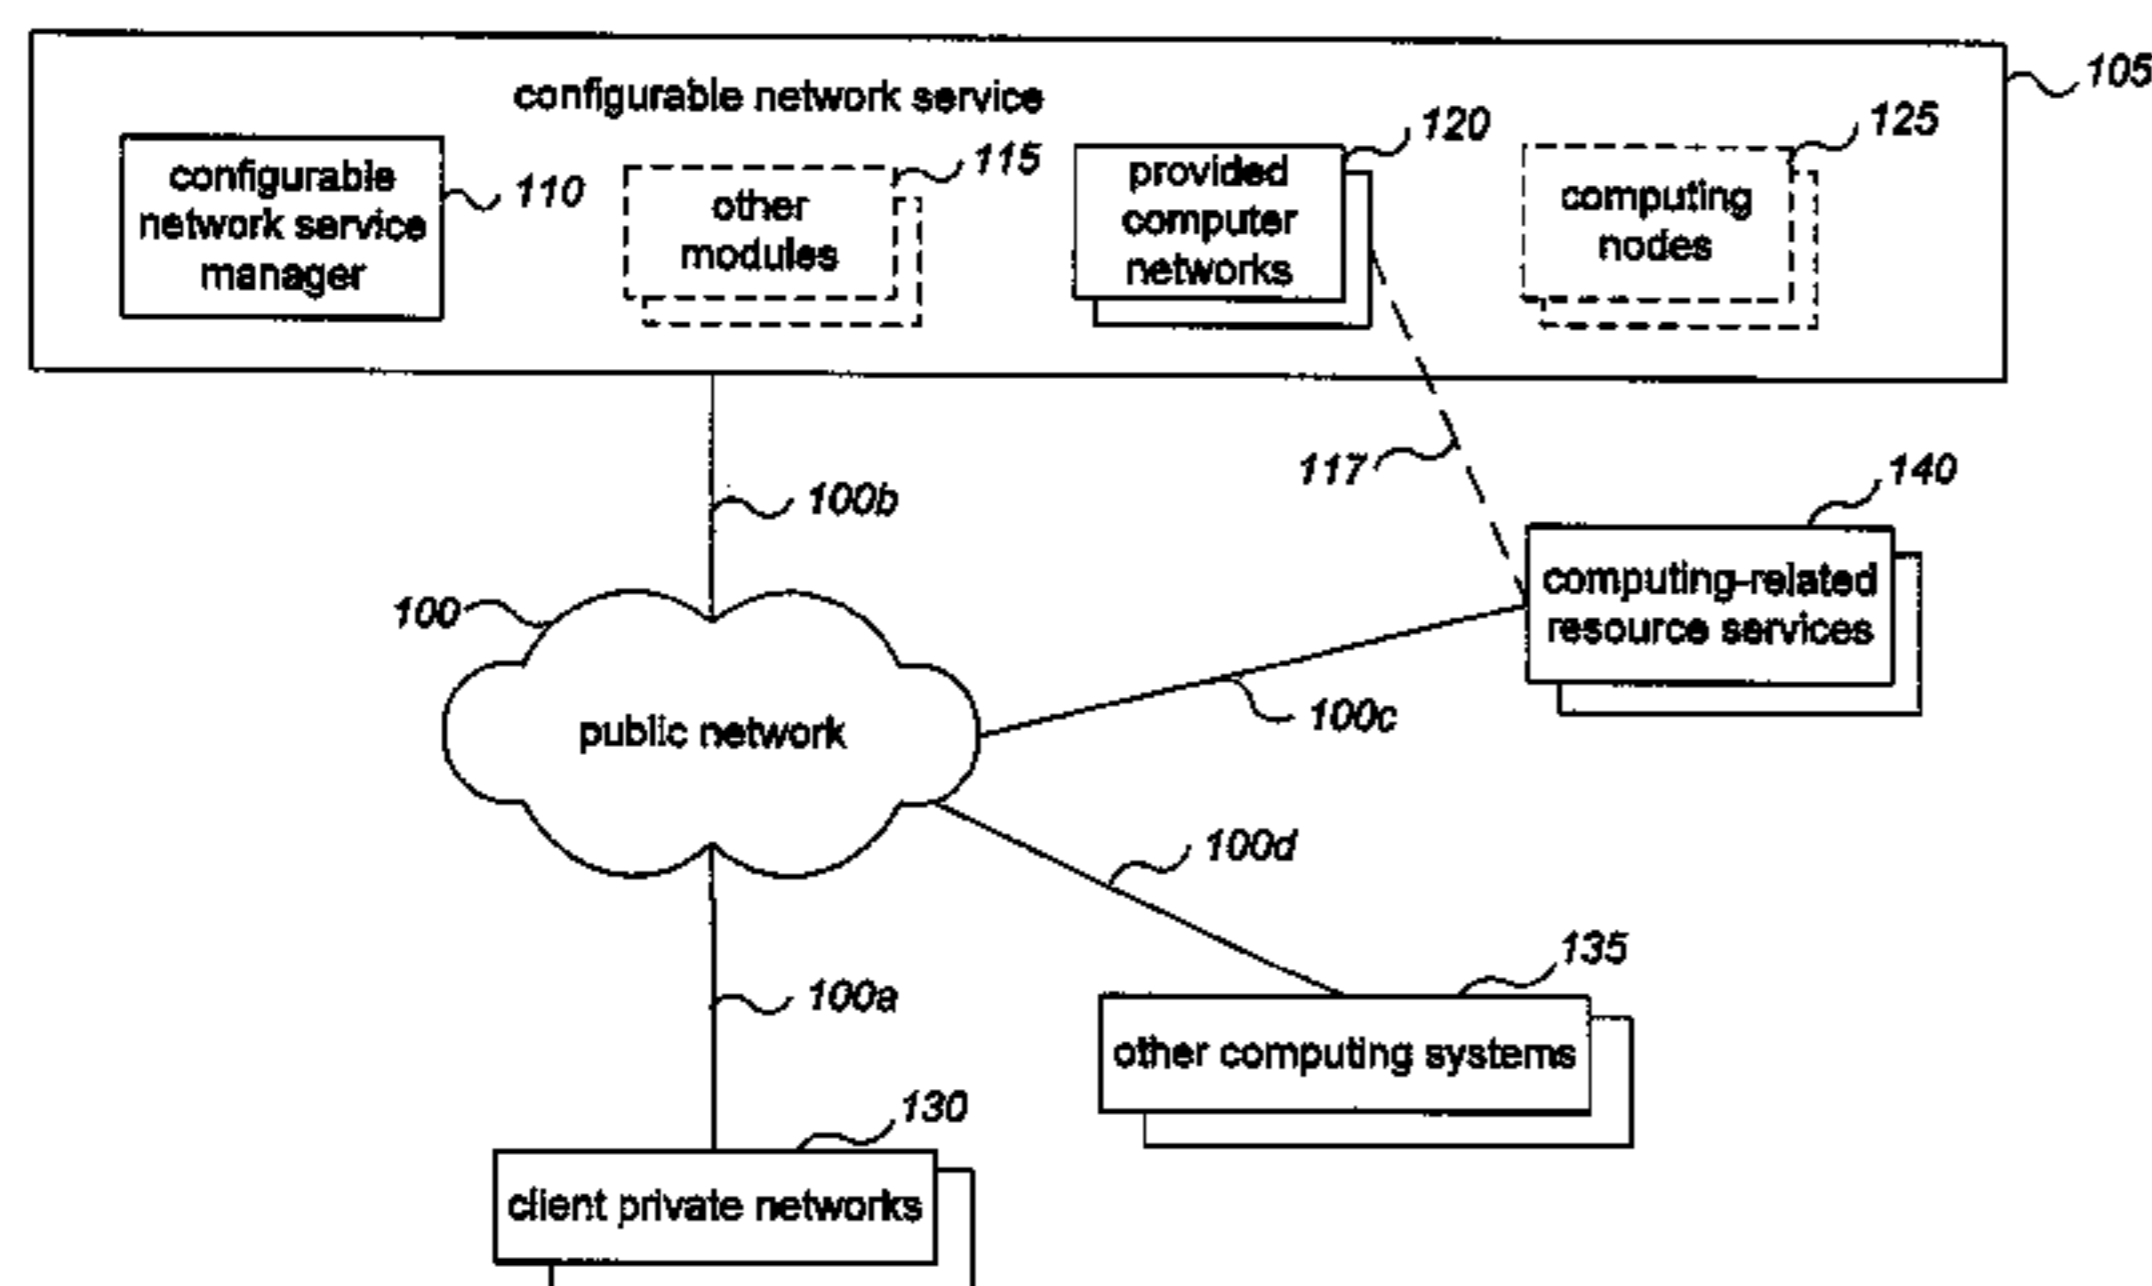 105
configurable network service
configurable
network service
manager
110
other
modules
115
provided
computer
networks
120
computing
nodes
125
117
140
100b
computing-related
resource services
100
public network
100c
100d
135
100a
other computing systems
130
client private networks